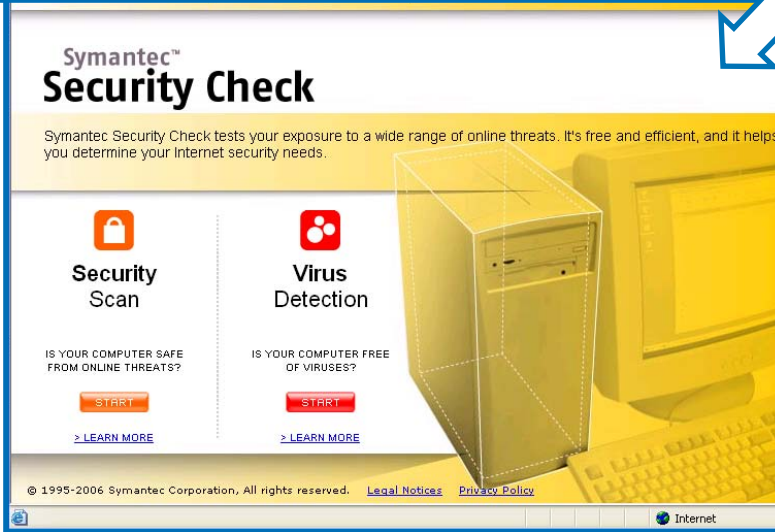 Symantec™
Security Check
Symantec Security Check tests your exposure to a wide range of online threats. It's free and efficient, and it helps
you determine your Internet security needs.
Security
Scan
IS YOUR COMPUTER SAFE
FROM ONLINE THREATS?
START
> LEARN MORE
Virus
Detection
IS YOUR COMPUTER FREE
OF VIRUSES?
START
> LEARN MORE
© 1995-2006 Symantec Corporation, All rights reserved. Legal Notices Privacy Policy
Internet